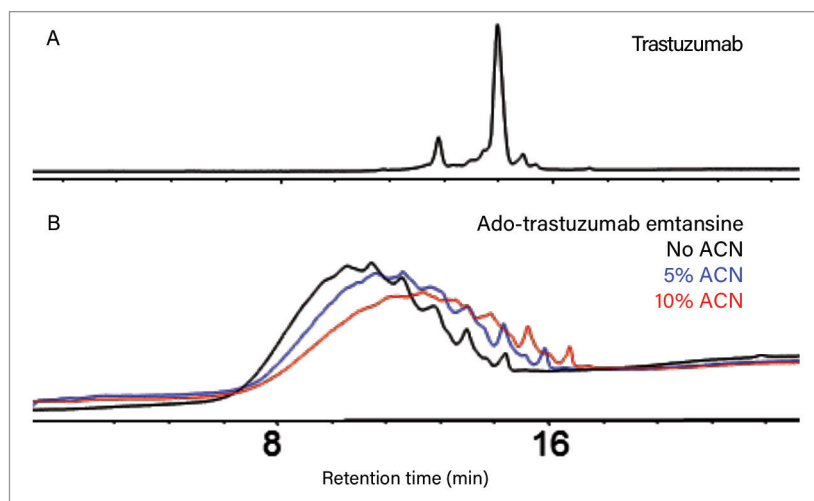 A
Trastuzumab
B
Ado-trastuzumab emtansine
No ACN
5% ACN
10% ACN
8 16
Retention time (min)